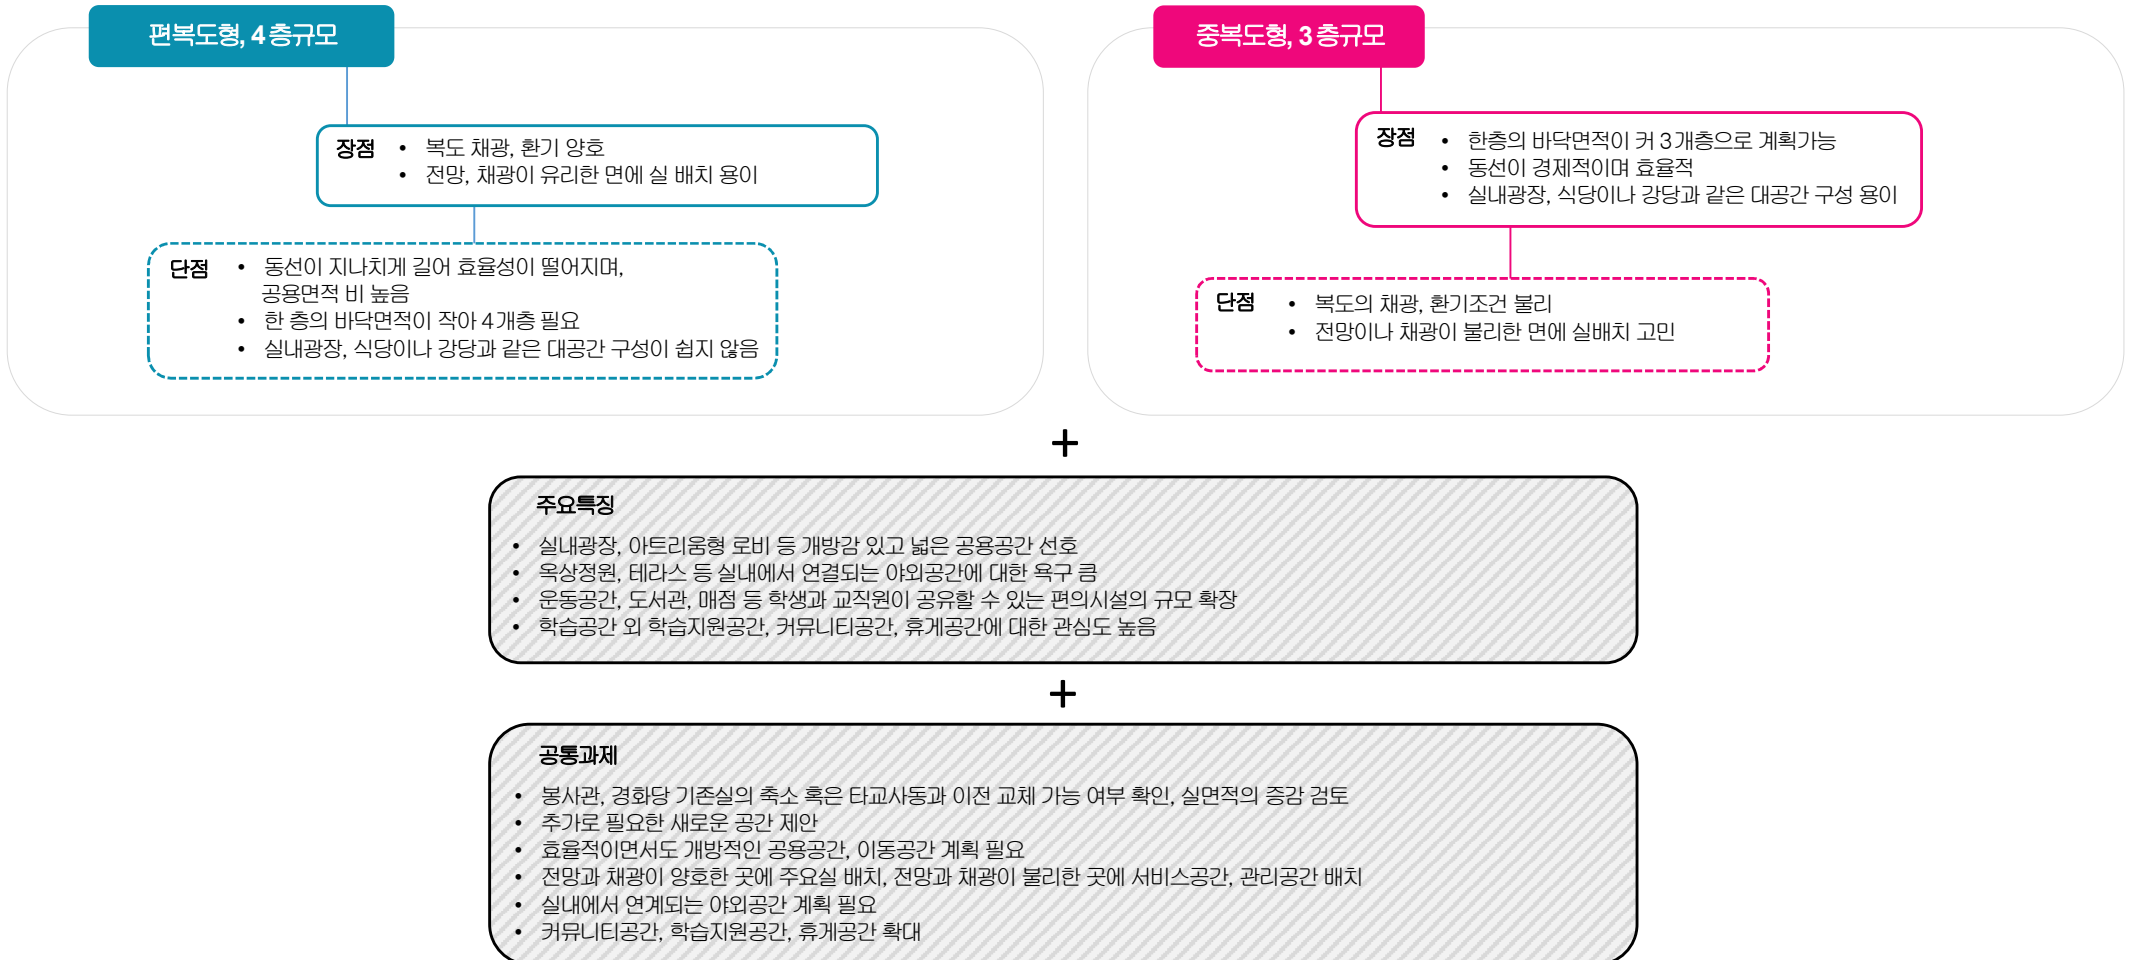 편복도형, 4층규모
장점
• 복도 채광, 환기 양호
• 전망, 채광이 유리한 면에 실 배치 용이
단점
• 동선이 지나치게 길어 효율성이 떨어지며,
공용면적 비 높음
• 한 층의 바닥면적이 작아 4개층 필요
• 실내광장, 식당이나 강당과 같은 대공간 구성이 쉽지 않음
중복도형, 3층규모
장점
• 한층의 바닥면적이 커 3개층으로 계획가능
• 동선이 경제적이며 효율적
• 실내광장, 식당이나 강당과 같은 대공간 구성 용이
단점
• 복도의 채광, 환기조건 불리
• 전망이나 채광이 불리한 면에 실배치 고민
+
주요특징
• 실내광장, 아트리움형 로비 등 개방감 있고 넓은 공용공간 선호
• 옥상정원, 테라스 등 실내에서 연결되는 야외공간에 대한 욕구 큼
• 운동공간, 도서관, 매점 등 학생과 교직원이 공유할 수 있는 편의시설의 규모 확장
• 학습공간 외 학습지원공간, 커뮤니티공간, 휴게공간에 대한 관심도 높음
+
공통과제
• 봉사관, 경화당 기존실의 축소 혹은 타교사동과 이전 교체 가능 여부 확인, 실면적의 증감 검토
• 추가로 필요한 새로운 공간 제안
• 효율적이면서도 개방적인 공용공간, 이동공간 계획 필요
• 전망과 채광이 양호한 곳에 주요실 배치, 전망과 채광이 불리한 곳에 서비스공간, 관리공간 배치
• 실내에서 연계되는 야외공간 계획 필요
• 커뮤니티공간, 학습지원공간, 휴게공간 확대